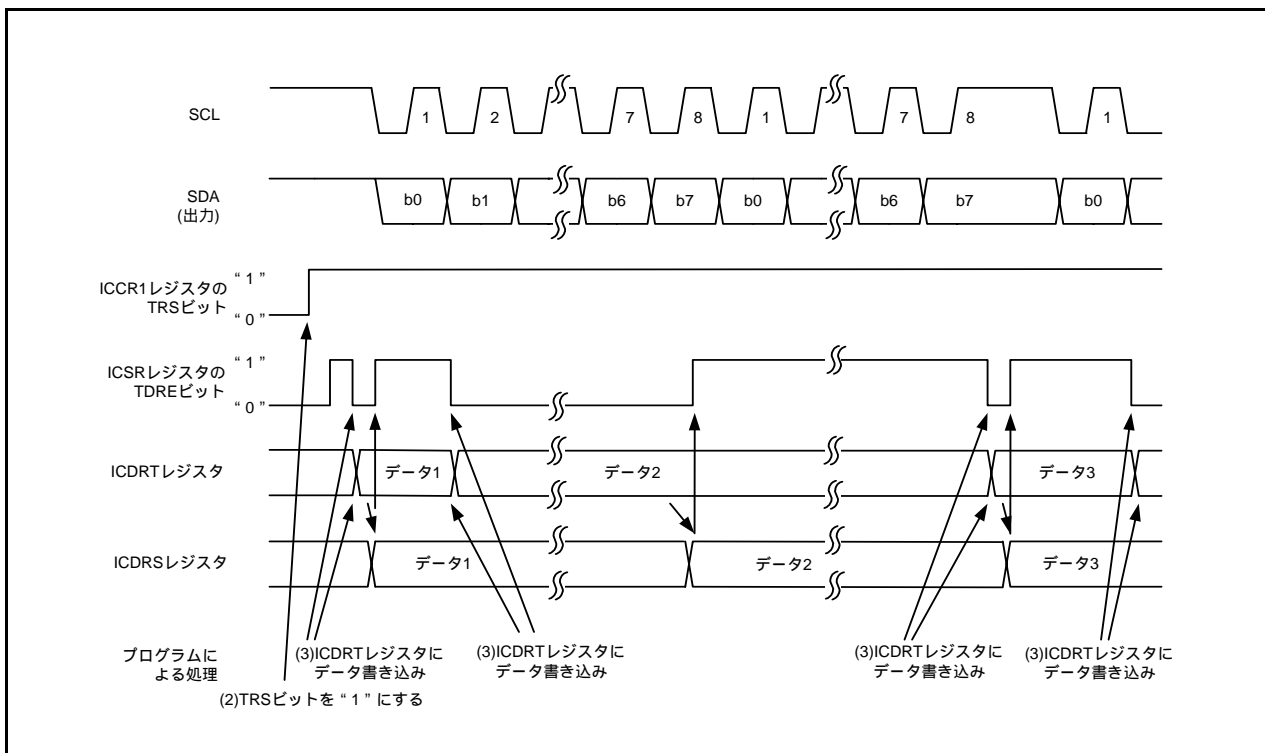 SCL
1 2 7 8 1 7 8 1
SDA
(出力)
b0 b1 b6 b7 b0 b6 b7 b0
ICCR1レジスタの
TRSビット
“1”
“0”
ICSRレジスタの
TDREビット
“1”
“0”
ICDRTレジスタ
データ1 データ2 データ3
ICDRSレジスタ
データ1 データ2 データ3
プログラムに
よる処理
(3)ICDRTレジスタに
データ書き込み
(3)ICDRTレジスタに
データ書き込み
(3)ICDRTレジスタに
データ書き込み
(3)ICDRTレジスタに
データ書き込み
(2)TRSビットを“1”にする